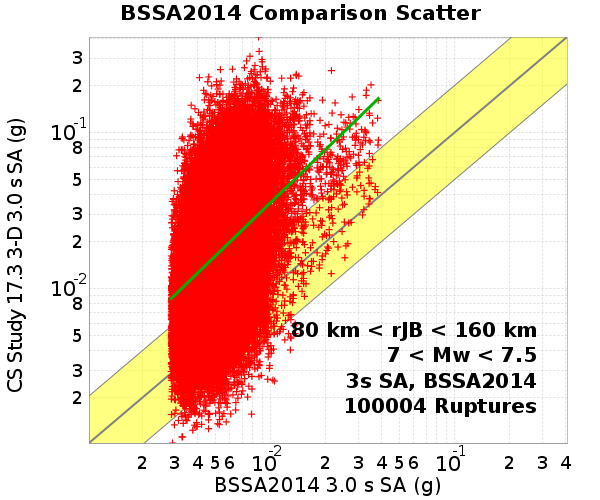 BSSA2014 Comparison Scatter
CS Study 17.3 3-D 3.0 s SA (g)
3
2
10-1
8
5
3
2
10-2
8
5
3
2
80 km < rJB < 160 km
7 < Mw < 7.5
3s SA, BSSA2014
100004 Ruptures
2 3 4 5 6 10-2 2 3 4 5 6 10-1 2 3 4
BSSA2014 3.0 s SA (g)